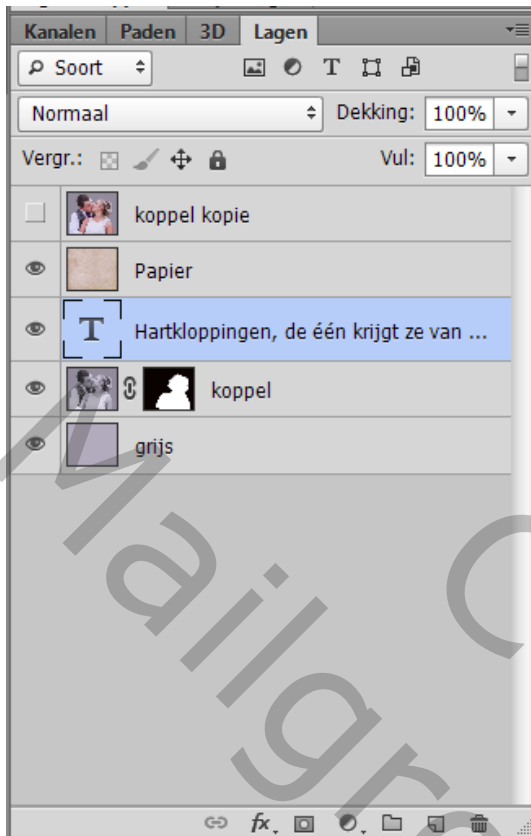 Kanalen Paden 3D Lagen
Soort
Normaal Dekking: 100%
Vergr.: Vul: 100%
koppel kopie
Papier
T Hartkloppingen, de één krijgt ze van ...
koppel
grijs
fx